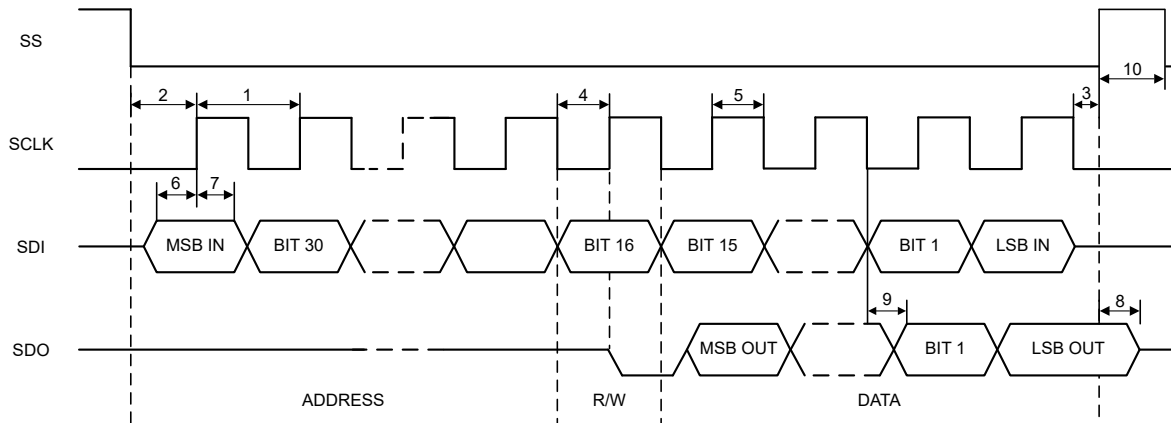 SS
10
2
1
4
5
3
SCLK
6
7
SDI
MSB IN
BIT 30
BIT 16
BIT 15
BIT 1
LSB IN
9
8
SDO
MSB OUT
BIT 1
LSB OUT
ADDRESS
R/W
DATA